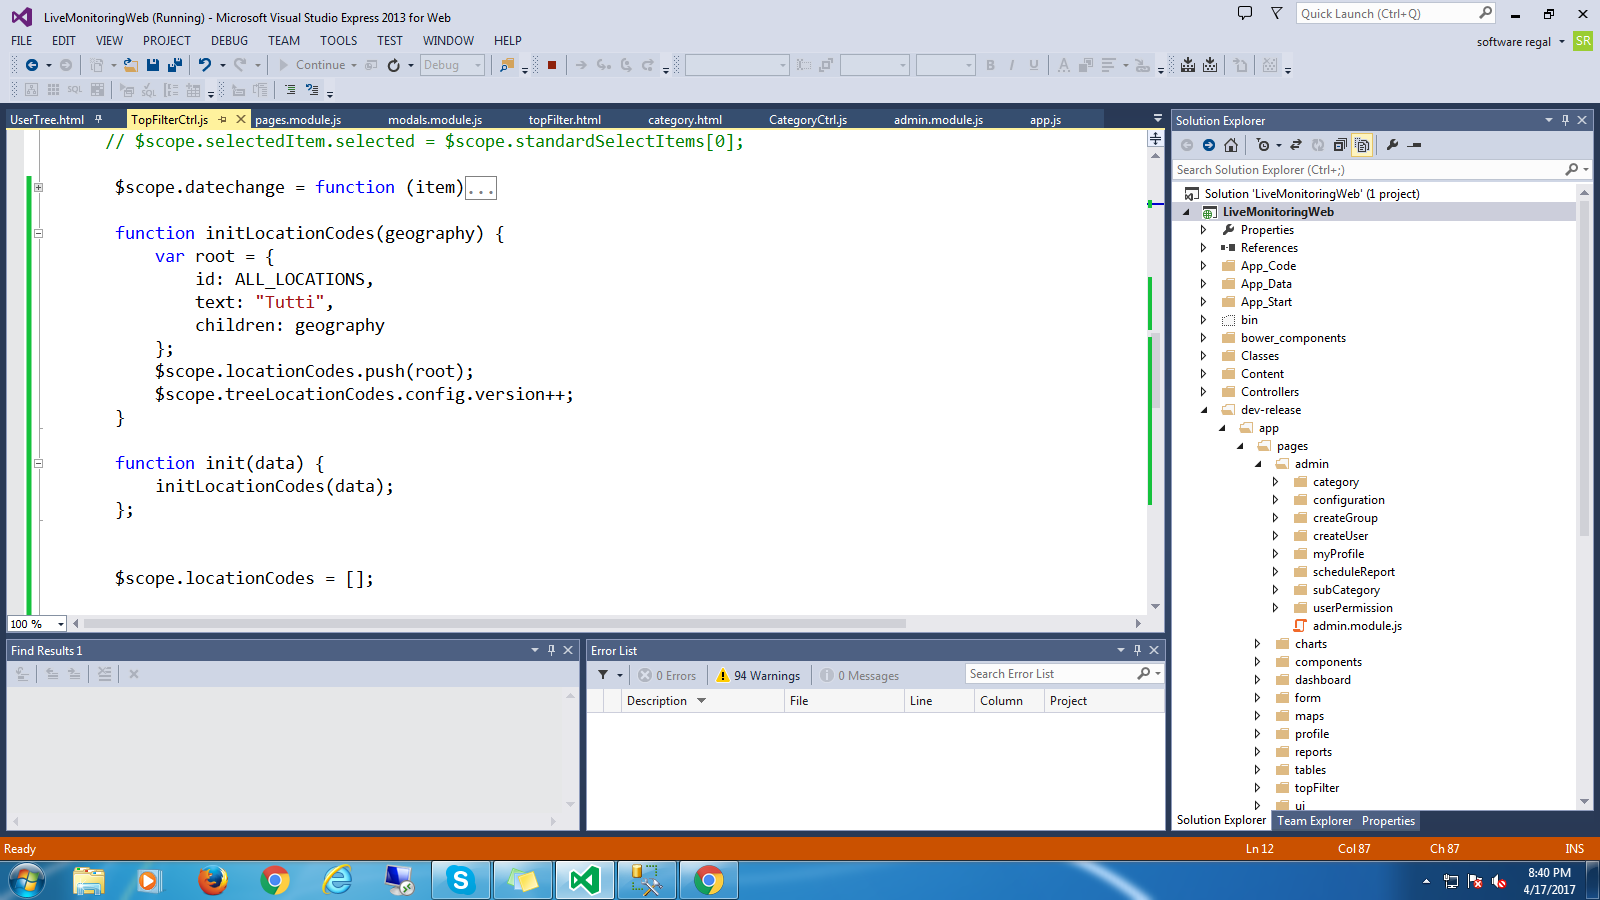 LiveMonitoringWeb (Running) - Microsoft Visual Studio Express 2013 for Web
Quick Launch (Ctrl+Q)
FILE EDIT VIEW PROJECT DEBUG TEAM TOOLS TEST WINDOW HELP
software regal SR
Continue Debug
B I U A
SQL SQL
UserTree.html TopFilterCtrl.js pages.module.js modals.module.js topFilter.html category.html CategoryCtrl.js admin.module.js app.js
// $scope.selectedItem.selected = $scope.standardSelectItems[0];
$scope.datechange = function (item)...
function initLocationCodes(geography) {
var root = {
id: ALL_LOCATIONS,
text: "Tutti",
children: geography
};
$scope.locationCodes.push(root);
$scope.treeLocationCodes.config.version++;
}
function init(data) {
initLocationCodes(data);
};
$scope.locationCodes = [];
100 %
Find Results 1
Error List
0 Errors 94 Warnings 0 Messages Search Error List
Description File Line Column Project
Solution Explorer
Search Solution Explorer (Ctrl+;)
Solution 'LiveMonitoringWeb' (1 project)
LiveMonitoringWeb
Properties
References
App_Code
App_Data
App_Start
bin
bower_components
Classes
Content
Controllers
dev-release
app
pages
admin
category
configuration
createGroup
createUser
myProfile
scheduleReport
subCategory
userPermission
admin.module.js
charts
components
dashboard
form
maps
profile
reports
tables
topFilter
ui
Solution Explorer Team Explorer Properties
Ready Ln 12 Col 87 Ch 87 INS
8:40 PM
4/17/2017